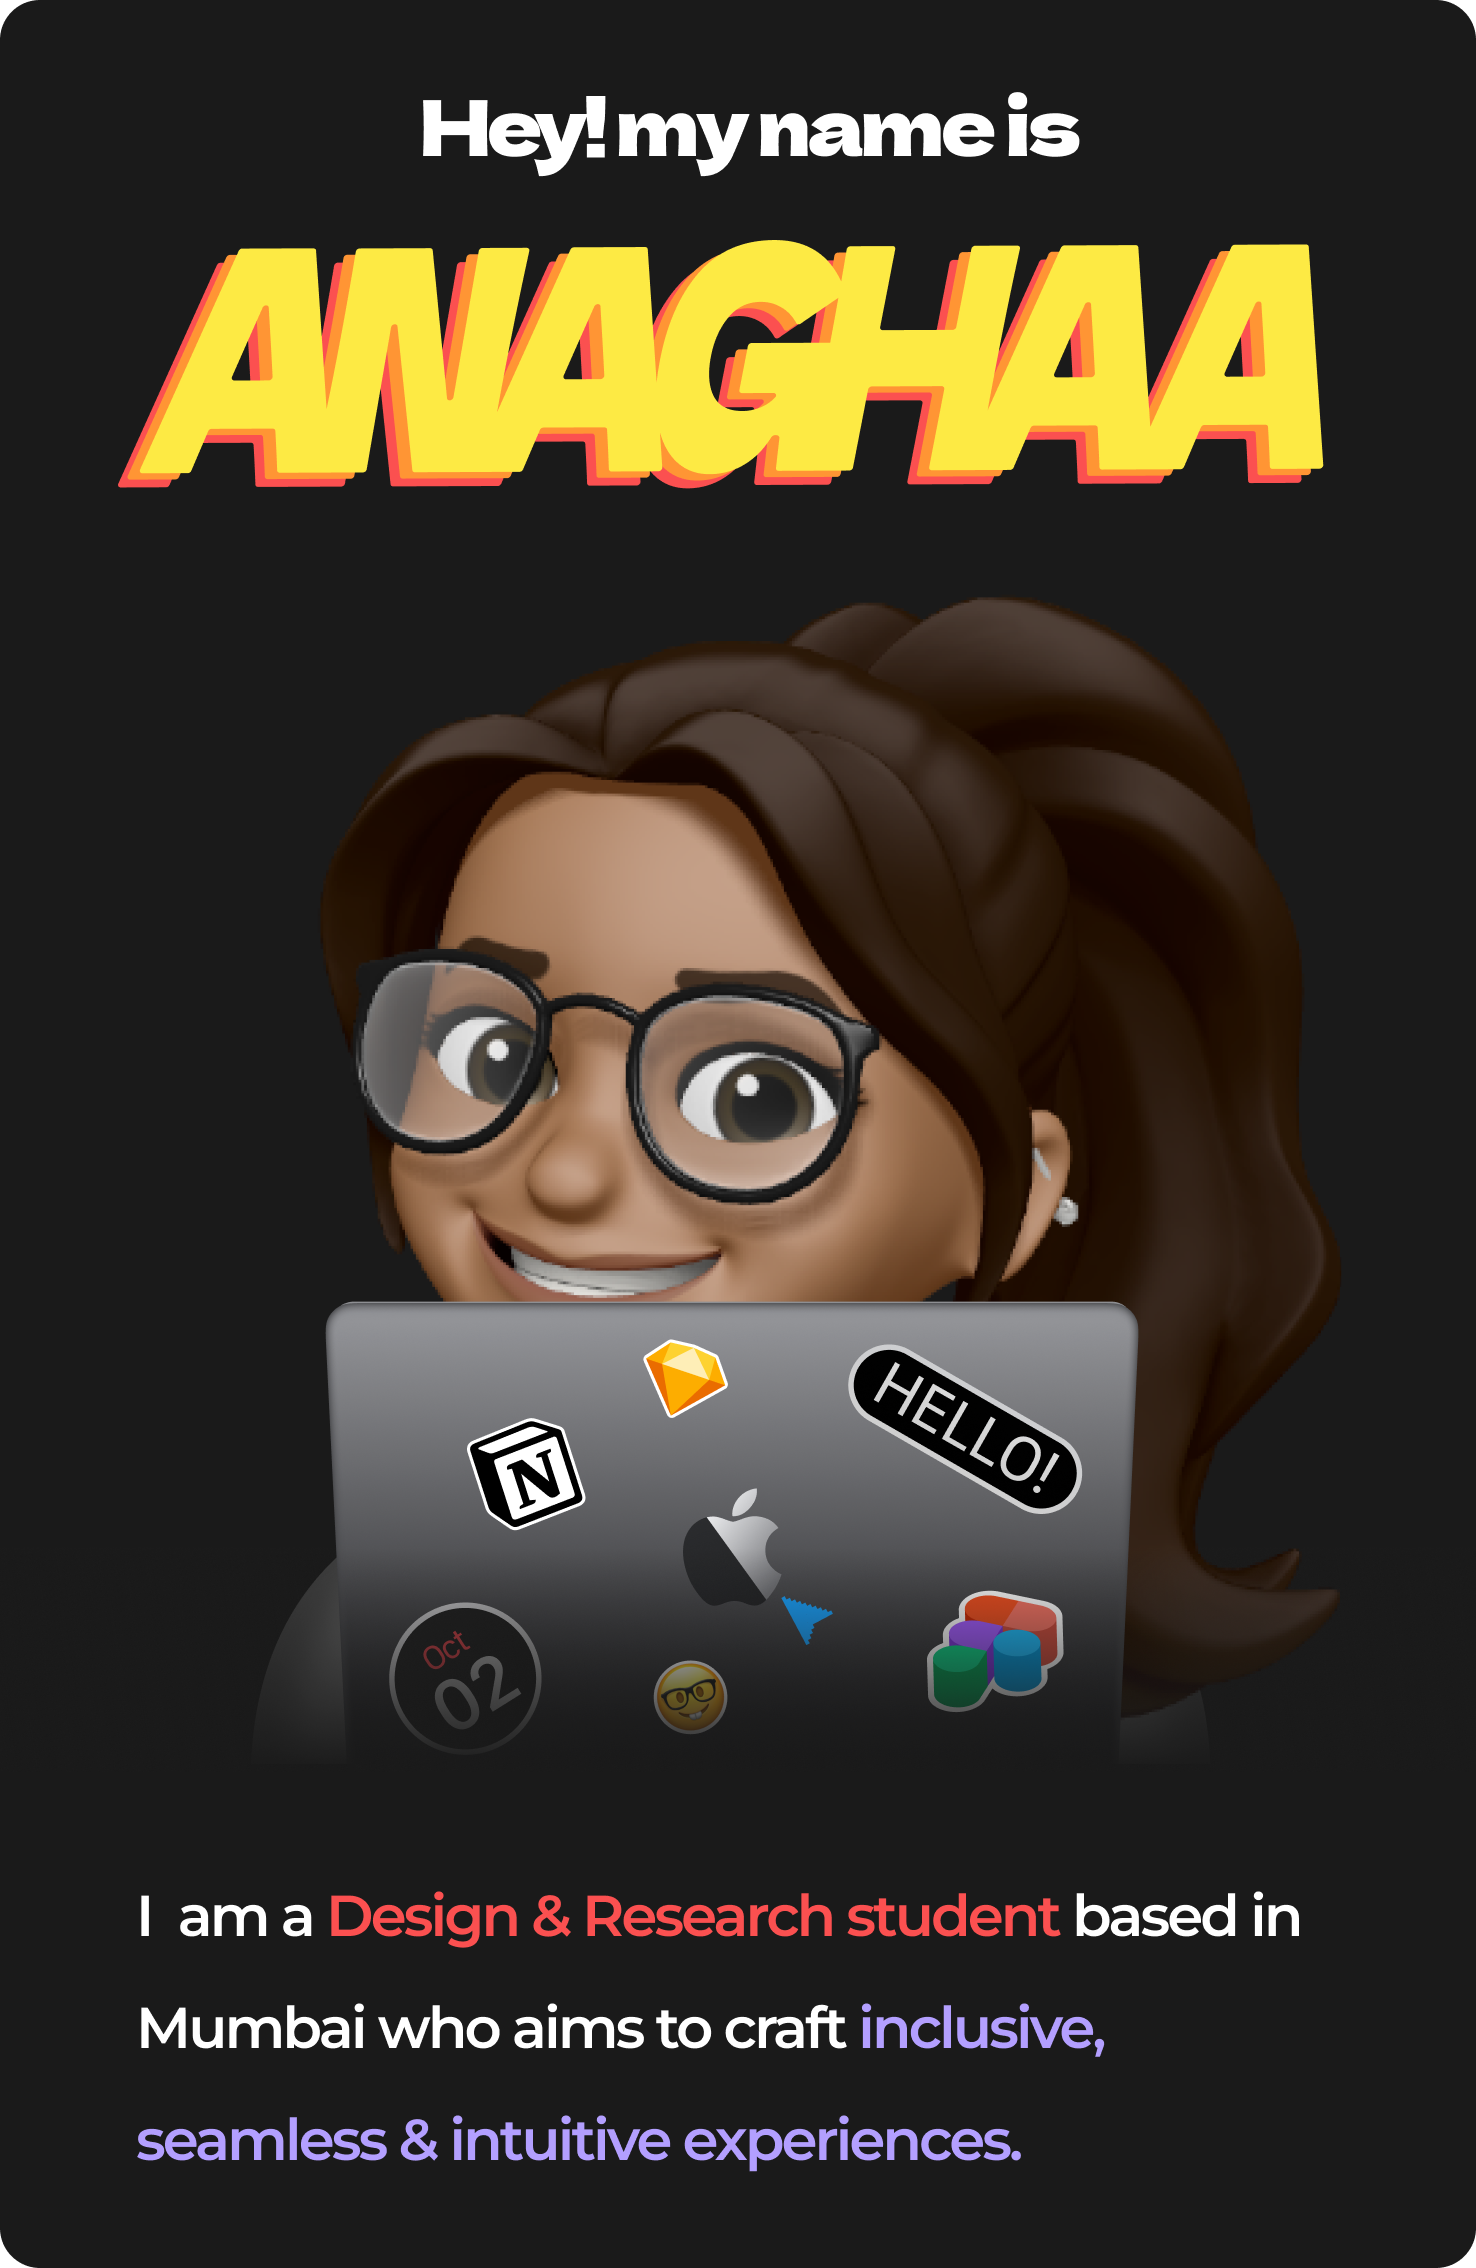 Hey! my name is
ANAGHAA
HELLO!
N
Oct
02
I  am a Design & Research student based in
Mumbai who aims to craft inclusive,
seamless & intuitive experiences.